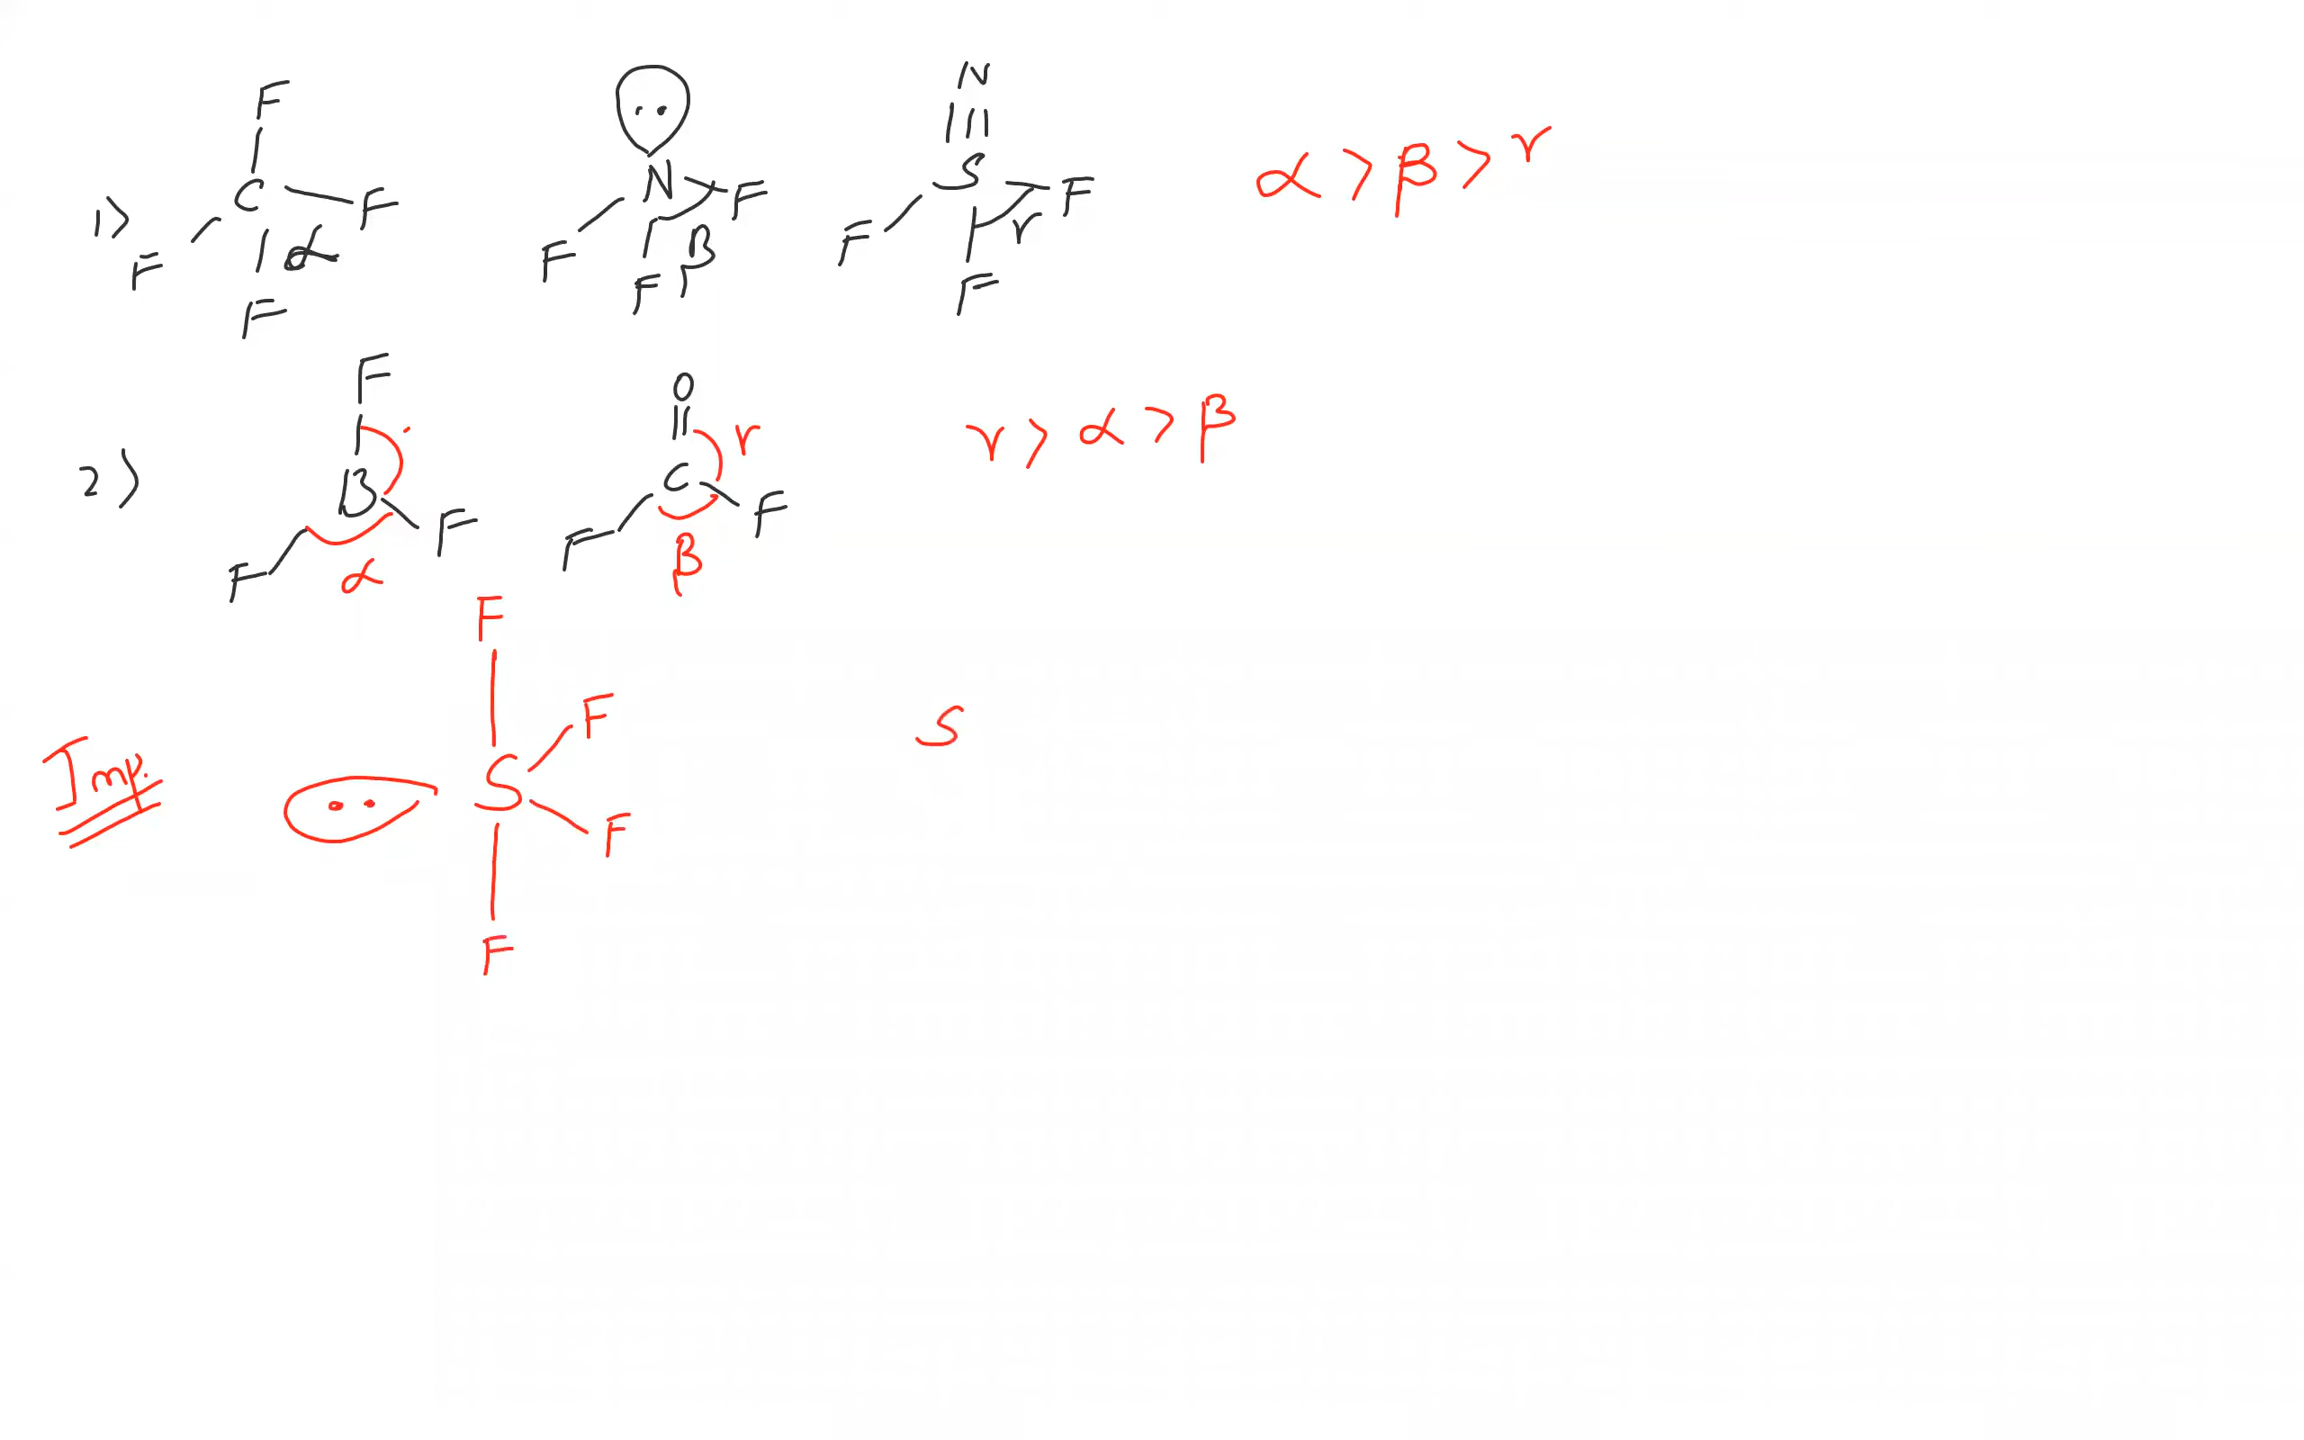 F
N
1) F C F α F
F N F β F
F S F r F
α > β > r
F
O
2) F B F α
F C F r β
r > α > β
F
F
Imp. S
F
F
S